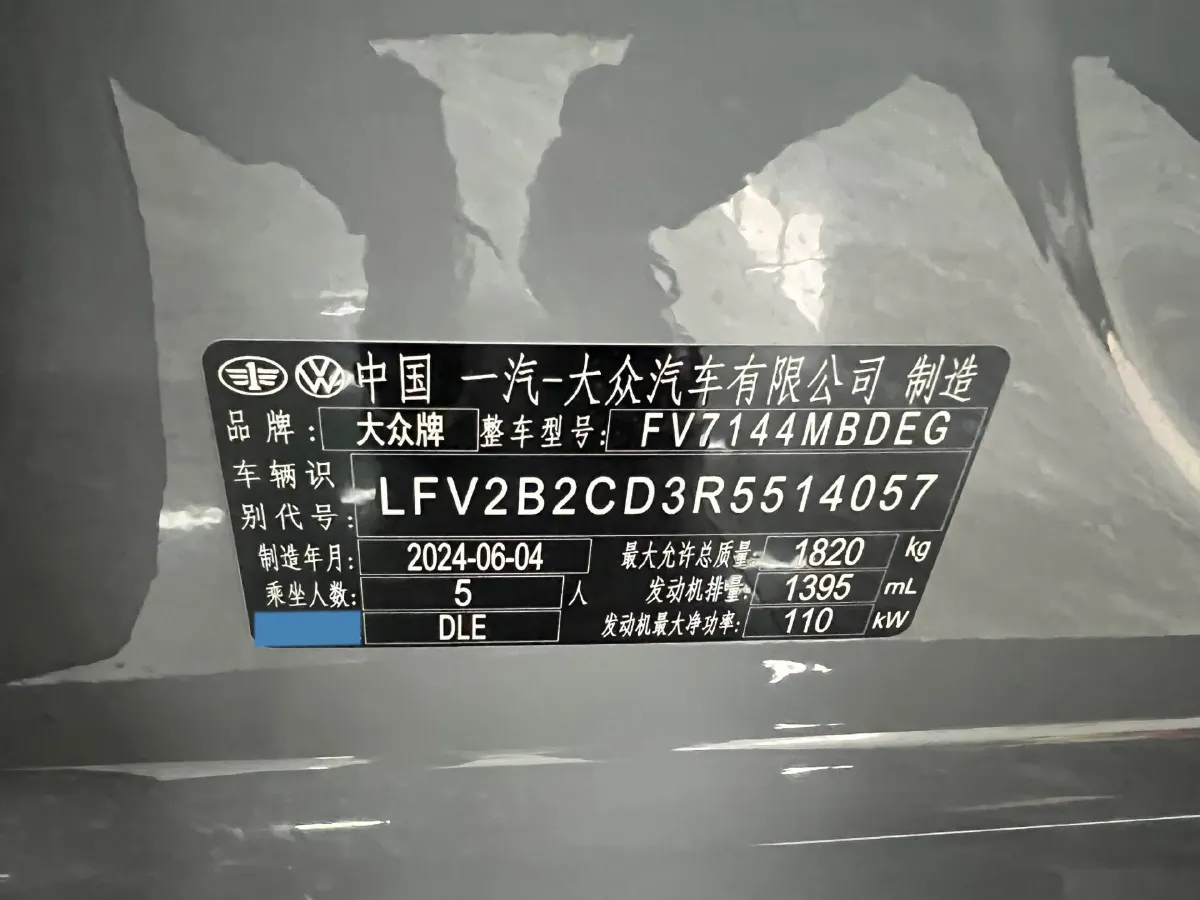 中国 一汽-大众汽车有限公司 制造
品牌: 大众牌 整车型号: FV7144MBDEG
车辆识别代号: LFV2B2CD3R5514057
制造年月: 2024-06-04 最大允许总质量: 1820 kg
乘坐人数: 5 人 发动机排量: 1395 mL
DLE 发动机最大净功率: 110 kW